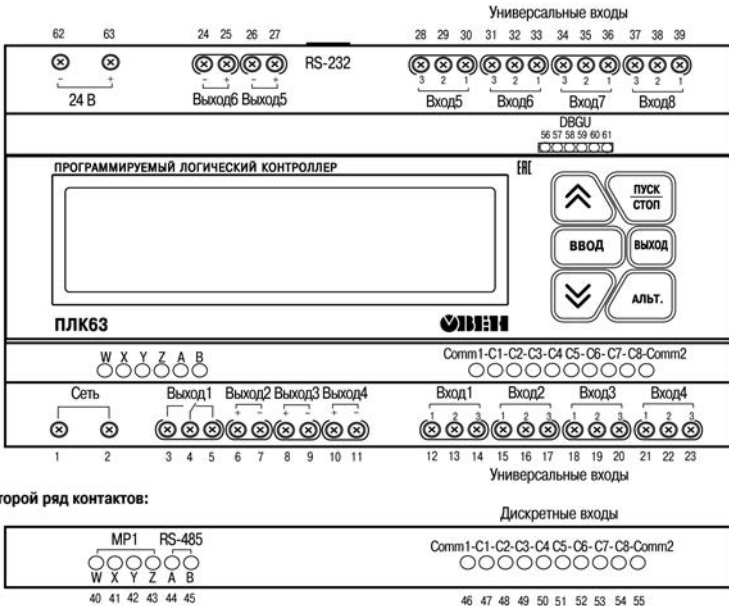 Универсальные входы
62 63 24 25 26 27 28 29 30 31 32 33 34 35 36 37 38 39
RS-232
- + - + - + 3 2 1 3 2 1 3 2 1 3 2 1
24 В Выход6 Выход5 Вход5 Вход6 Вход7 Вход8
DBGU
56 57 58 59 60 61
ПРОГРАММИРУЕМЫЙ ЛОГИЧЕСКИЙ КОНТРОЛЛЕР
EAC
ПУСК
СТОП
ВВОД ВЫХОД
АЛЬТ.
ПЛК63 ОВЕН
W X Y Z A B Comm1-C1-C2-C3-C4 C5-C6-C7-C8-Comm2
Сеть Выход1 Выход2 Выход3 Выход4 Вход1 Вход2 Вход3 Вход4
+ - + - + - 1 2 3 1 2 3 1 2 3 1 2 3
1 2 3 4 5 6 7 8 9 10 11 12 13 14 15 16 17 18 19 20 21 22 23
Универсальные входы
торой ряд контактов:
Дискретные входы
МР1 RS-485 Comm1-C1-C2-C3-C4 C5-C6-C7-C8-Comm2
W X Y Z A B
40 41 42 43 44 45 46 47 48 49 50 51 52 53 54 55